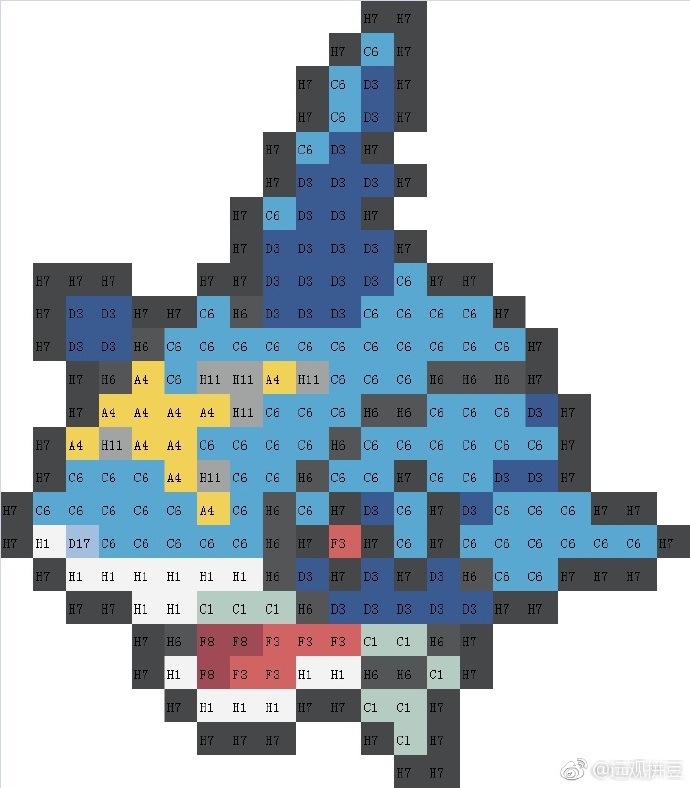 H7 H7
H7 C6 H7
H7 C6 D3 H7
H7 C6 D3 H7
H7 C6 D3 H7
H7 D3 D3 D3 H7
H7 C6 D3 D3 H7
H7 D3 D3 D3 D3 H7
H7 H7 H7 H7 H7 D3 D3 D3 D3 C6 H7 H7
H7 D3 D3 H7 H7 C6 H6 D3 D3 D3 C6 C6 C6 C6 H7
H7 D3 D3 H6 C6 C6 C6 C6 C6 C6 C6 C6 C6 C6 C6 H7
H7 H6 A4 C6 H11 H11 A4 H11 C6 C6 C6 H6 H6 H6 H7
H7 A4 A4 A4 A4 H11 C6 C6 C6 H6 H6 C6 C6 C6 D3 H7
H7 A4 H11 A4 A4 C6 C6 C6 C6 H6 C6 C6 C6 C6 C6 C6 H7
H7 C6 C6 C6 A4 H11 C6 C6 H6 C6 C6 H7 C6 C6 D3 D3 H7
H7 C6 C6 C6 C6 C6 A4 C6 H6 C6 H7 D3 C6 H7 D3 C6 C6 C6 H7 H7
H7 H1 D17 C6 C6 C6 C6 C6 H6 H7 F3 H7 C6 H7 C6 C6 C6 C6 C6 C6 H7
H7 H1 H1 H1 H1 H1 H1 H6 D3 H7 D3 H7 D3 H6 C6 C6 H7 H7 H7
H7 H7 H1 H1 C1 C1 C1 H6 D3 D3 D3 D3 D3 H7 H7
H7 H6 F8 F8 F3 F3 F3 C1 C1 H6 H7
H7 H1 F8 F3 F3 H1 H1 H6 H6 C1 H7
H7 H1 H1 H1 H7 H7 C1 C1 H7
H7 H7 H7 H7 C1 H7
H7 H7
@远观拼豆